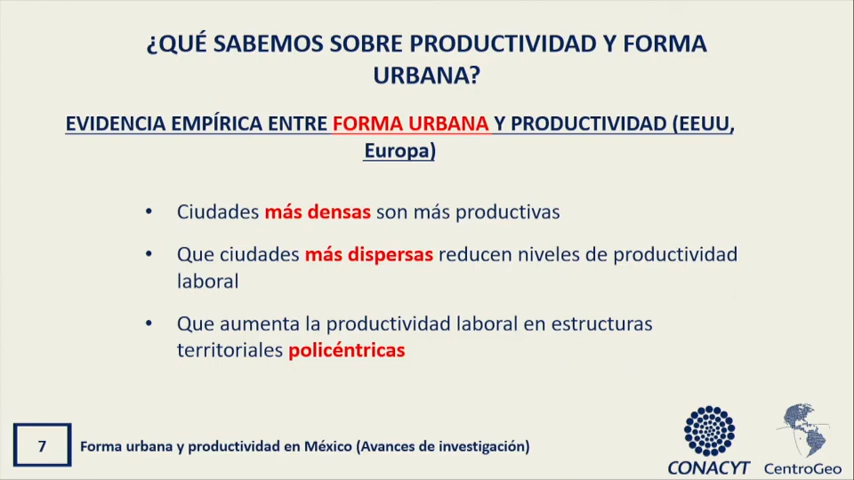 ¿QUÉ SABEMOS SOBRE PRODUCTIVIDAD Y FORMA
URBANA?
EVIDENCIA EMPÍRICA ENTRE FORMA URBANA Y PRODUCTIVIDAD (EEUU,
Europa)
• Ciudades más densas son más productivas
• Que ciudades más dispersas reducen niveles de productividad
laboral
• Que aumenta la productividad laboral en estructuras
territoriales policéntricas
7
Forma urbana y productividad en México (Avances de investigación)
CONACYT
CentroGeo